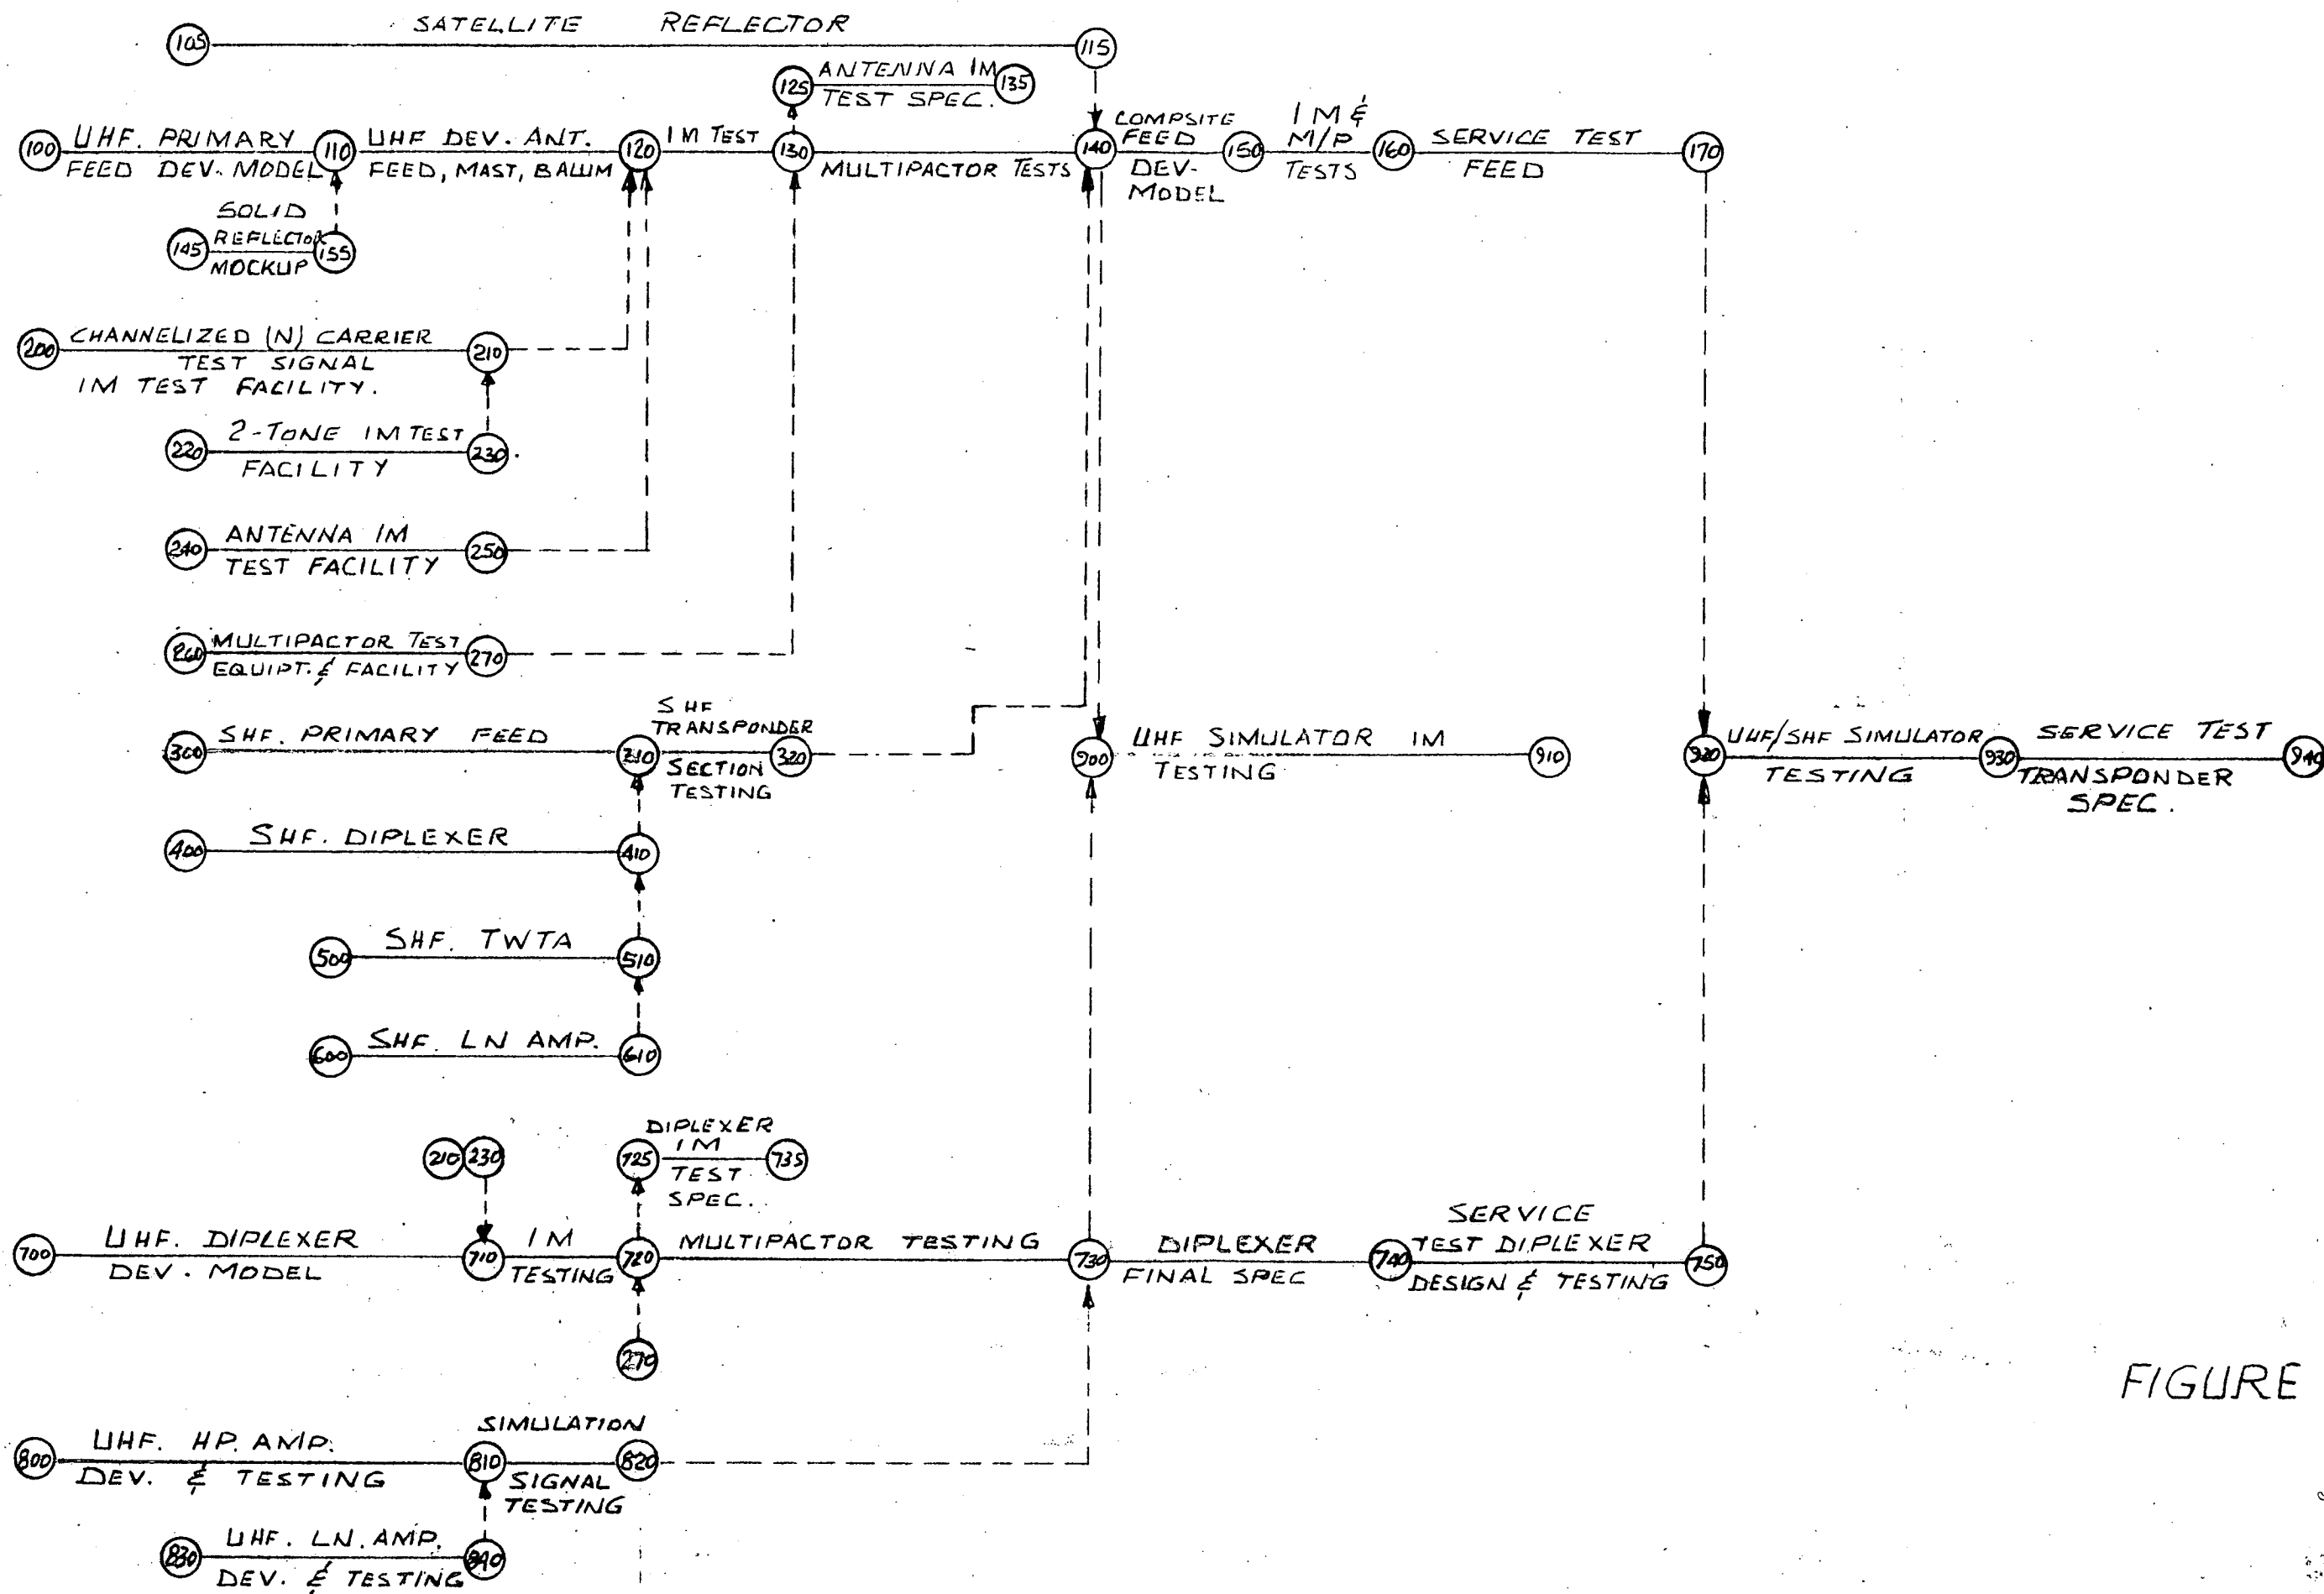 SATELLITE REFLECTOR
105
115
125
ANTENNA IM
TEST SPEC.
135
100
UHF. PRIMARY
FEED DEV. MODEL
110
UHF DEV. ANT.
FEED, MAST, BALUM
120
IM TEST
130
MULTIPACTOR TESTS
140
COMPSITE
FEED
DEV-
MODEL
150
IM &
M/P
TESTS
160
SERVICE TEST
FEED
170
145
SOLID
REFLECTOR
MOCKUP
155
200
CHANNELIZED (N) CARRIER
TEST SIGNAL
IM TEST FACILITY.
210
220
2-TONE IM TEST
FACILITY
230.
240
ANTENNA IM
TEST FACILITY
250
260
MULTIPACTOR TEST
EQUIPT. & FACILITY
270
300
SHF. PRIMARY FEED
310
SHF
TRANSPONDER
SECTION
TESTING
320
900
UHF SIMULATOR IM
TESTING
910
920
UHF/SHF SIMULATOR
TESTING
930
SERVICE TEST
TRANSPONDER
SPEC.
940
400
SHF. DIPLEXER
410
500
SHF. TWTA
510
600
SHF. LN AMP.
610
210
230
725
DIPLEXER
IM
TEST
SPEC.
735
700
UHF. DIPLEXER
DEV. MODEL
710
IM
TESTING
720
MULTIPACTOR TESTING
730
DIPLEXER
FINAL SPEC
740
SERVICE
TEST DIPLEXER
DESIGN & TESTING
750
270
FIGURE
800
UHF. HP. AMP.
DEV. & TESTING
810
SIMULATION
SIGNAL
TESTING
820
830
UHF. LN. AMP.
DEV. & TESTING
840